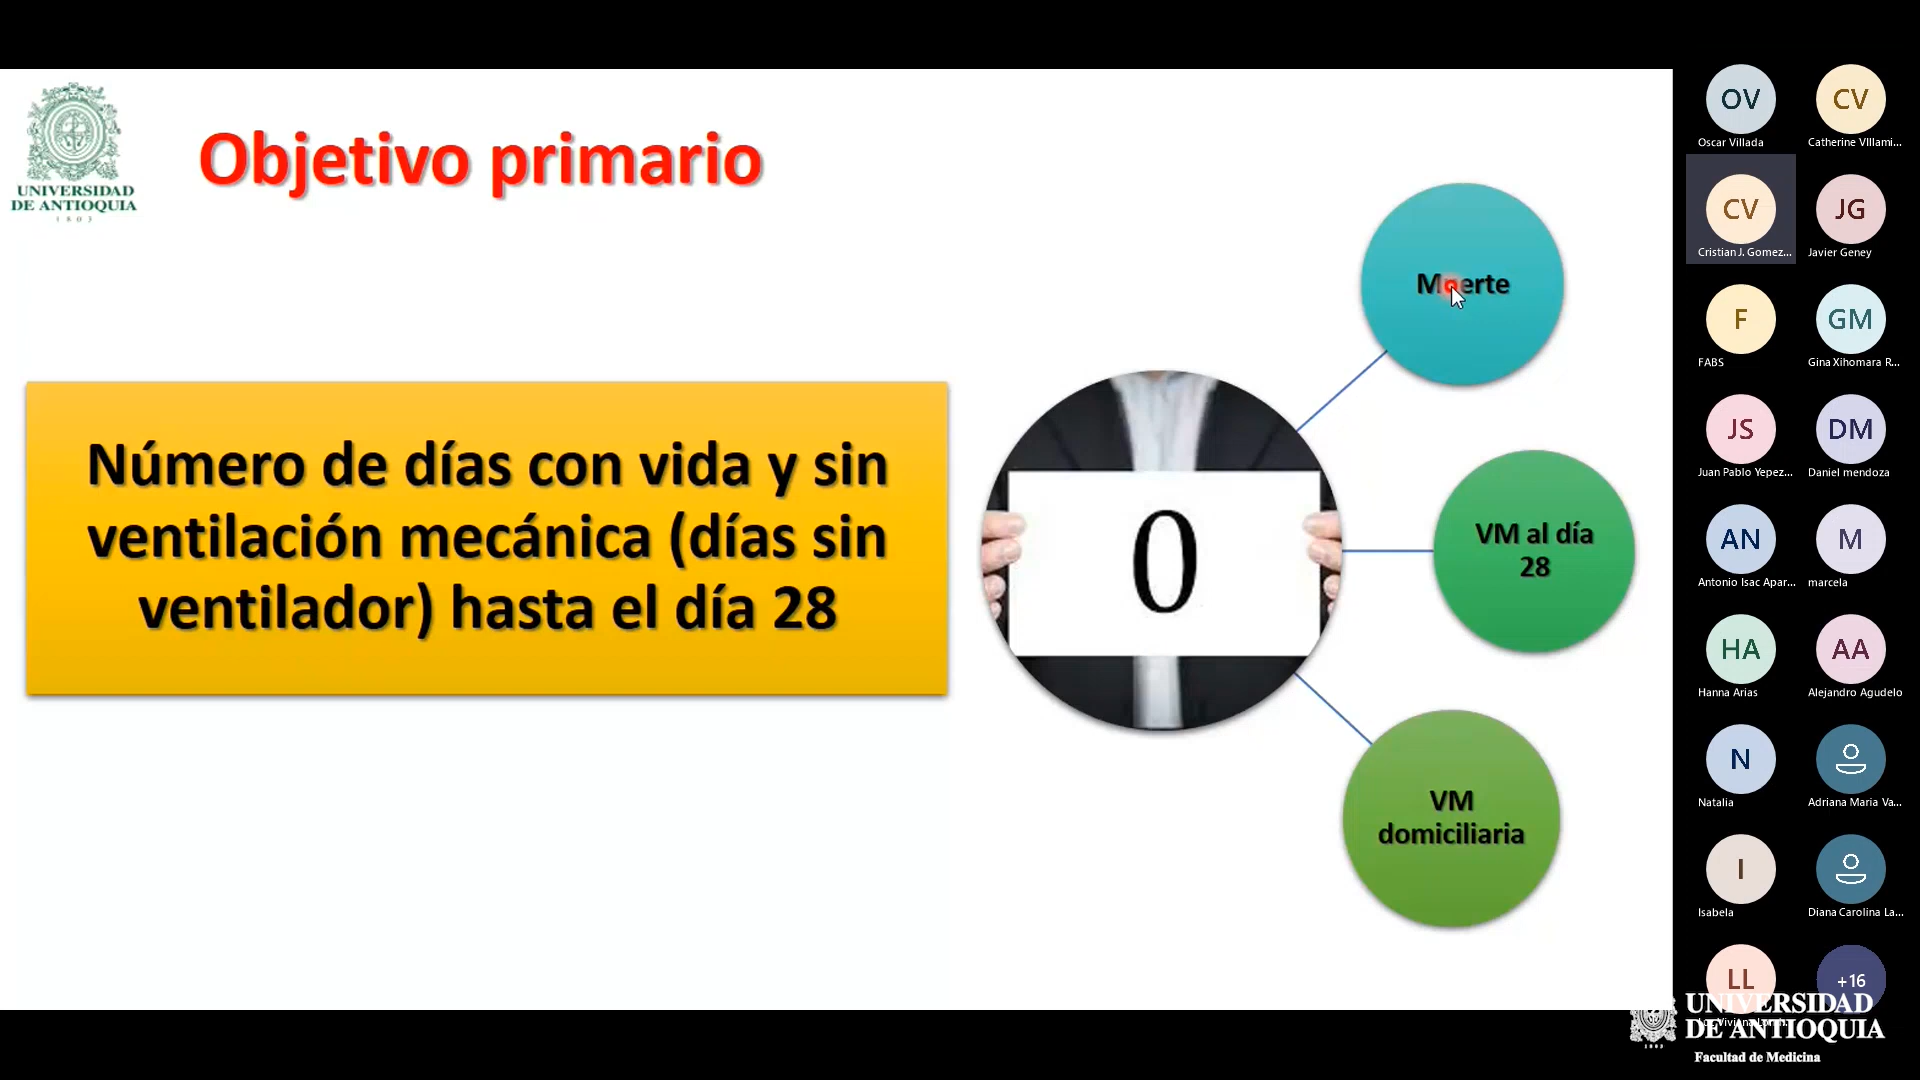 UNIVERSIDAD
DE ANTIOQUIA
1803
Objetivo primario
Número de días con vida y sin
ventilación mecánica (días sin
ventilador) hasta el día 28
0
Muerte
VM al día
28
VM
domiciliaria
OV
Oscar Villada
CV
Catherine VIllami...
CV
Cristian J. Gomez...
JG
Javier Geney
F
FABS
GM
Gina Xihomara R...
JS
Juan Pablo Yepez...
DM
Daniel mendoza
AN
Antonio Isac Apar...
M
marcela
HA
Hanna Arias
AA
Alejandro Agudelo
N
Natalia
Adriana Maria Va...
I
Isabela
Diana Carolina La...
LL
+16
UNIVERSIDAD
DE ANTIOQUIA
1803
Facultad de Medicina